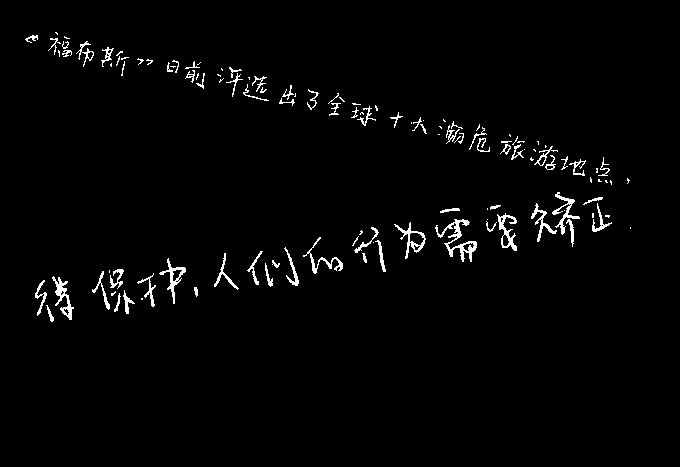 “福布斯”日前评选出了全球十大濒危旅游地点,
待保种,人们的行为需要矫正.